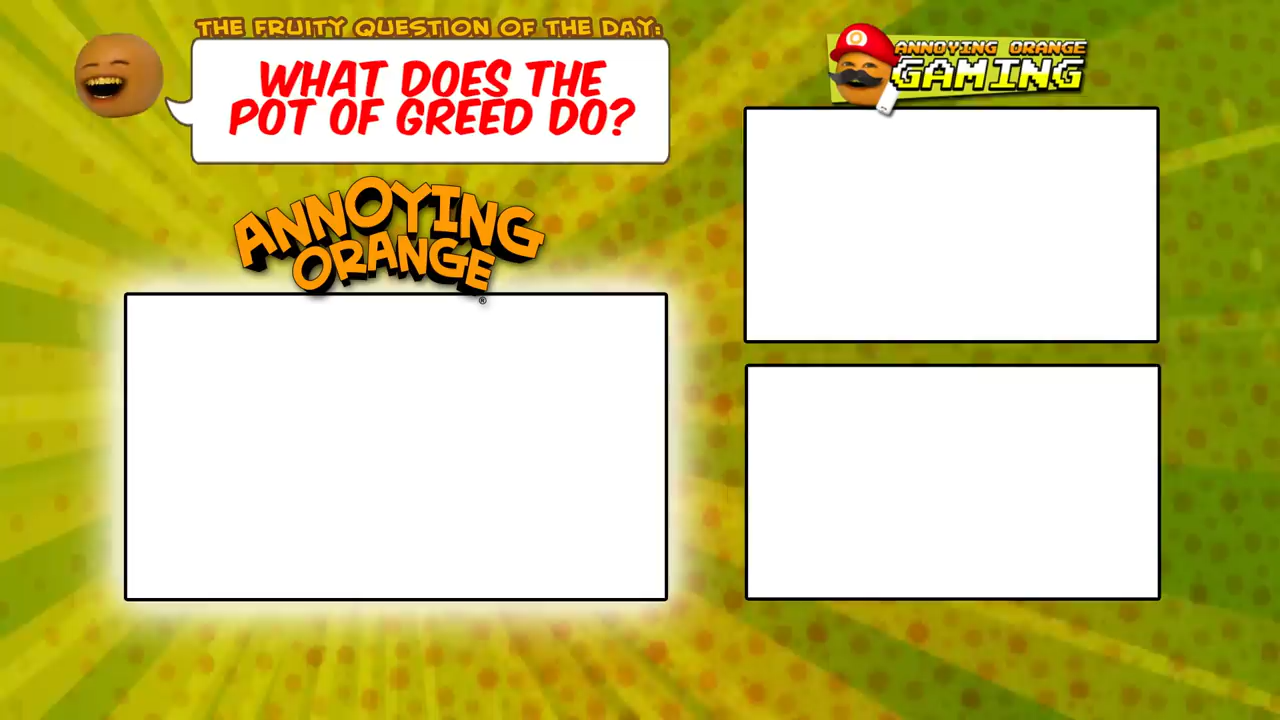 THE FRUITY QUESTION OF THE DAY:
WHAT DOES THE
POT OF GREED DO?
ANNOYING
ORANGE
®
ANNOYING ORANGE
GAMING